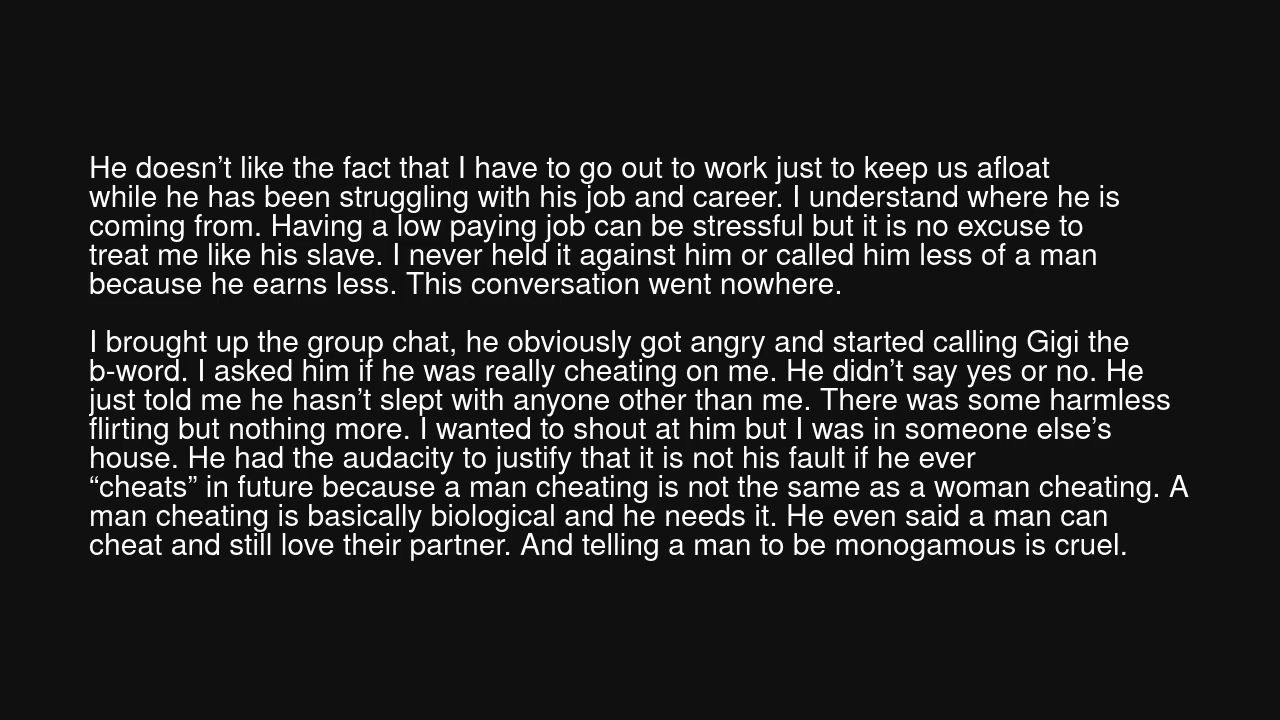 He doesn’t like the fact that I have to go out to work just to keep us afloat
while he has been struggling with his job and career. I understand where he is
coming from. Having a low paying job can be stressful but it is no excuse to
treat me like his slave. I never held it against him or called him less of a man
because he earns less. This conversation went nowhere.
I brought up the group chat, he obviously got angry and started calling Gigi the
b-word. I asked him if he was really cheating on me. He didn’t say yes or no. He
just told me he hasn’t slept with anyone other than me. There was some harmless
flirting but nothing more. I wanted to shout at him but I was in someone else’s
house. He had the audacity to justify that it is not his fault if he ever
“cheats” in future because a man cheating is not the same as a woman cheating. A
man cheating is basically biological and he needs it. He even said a man can
cheat and still love their partner. And telling a man to be monogamous is cruel.